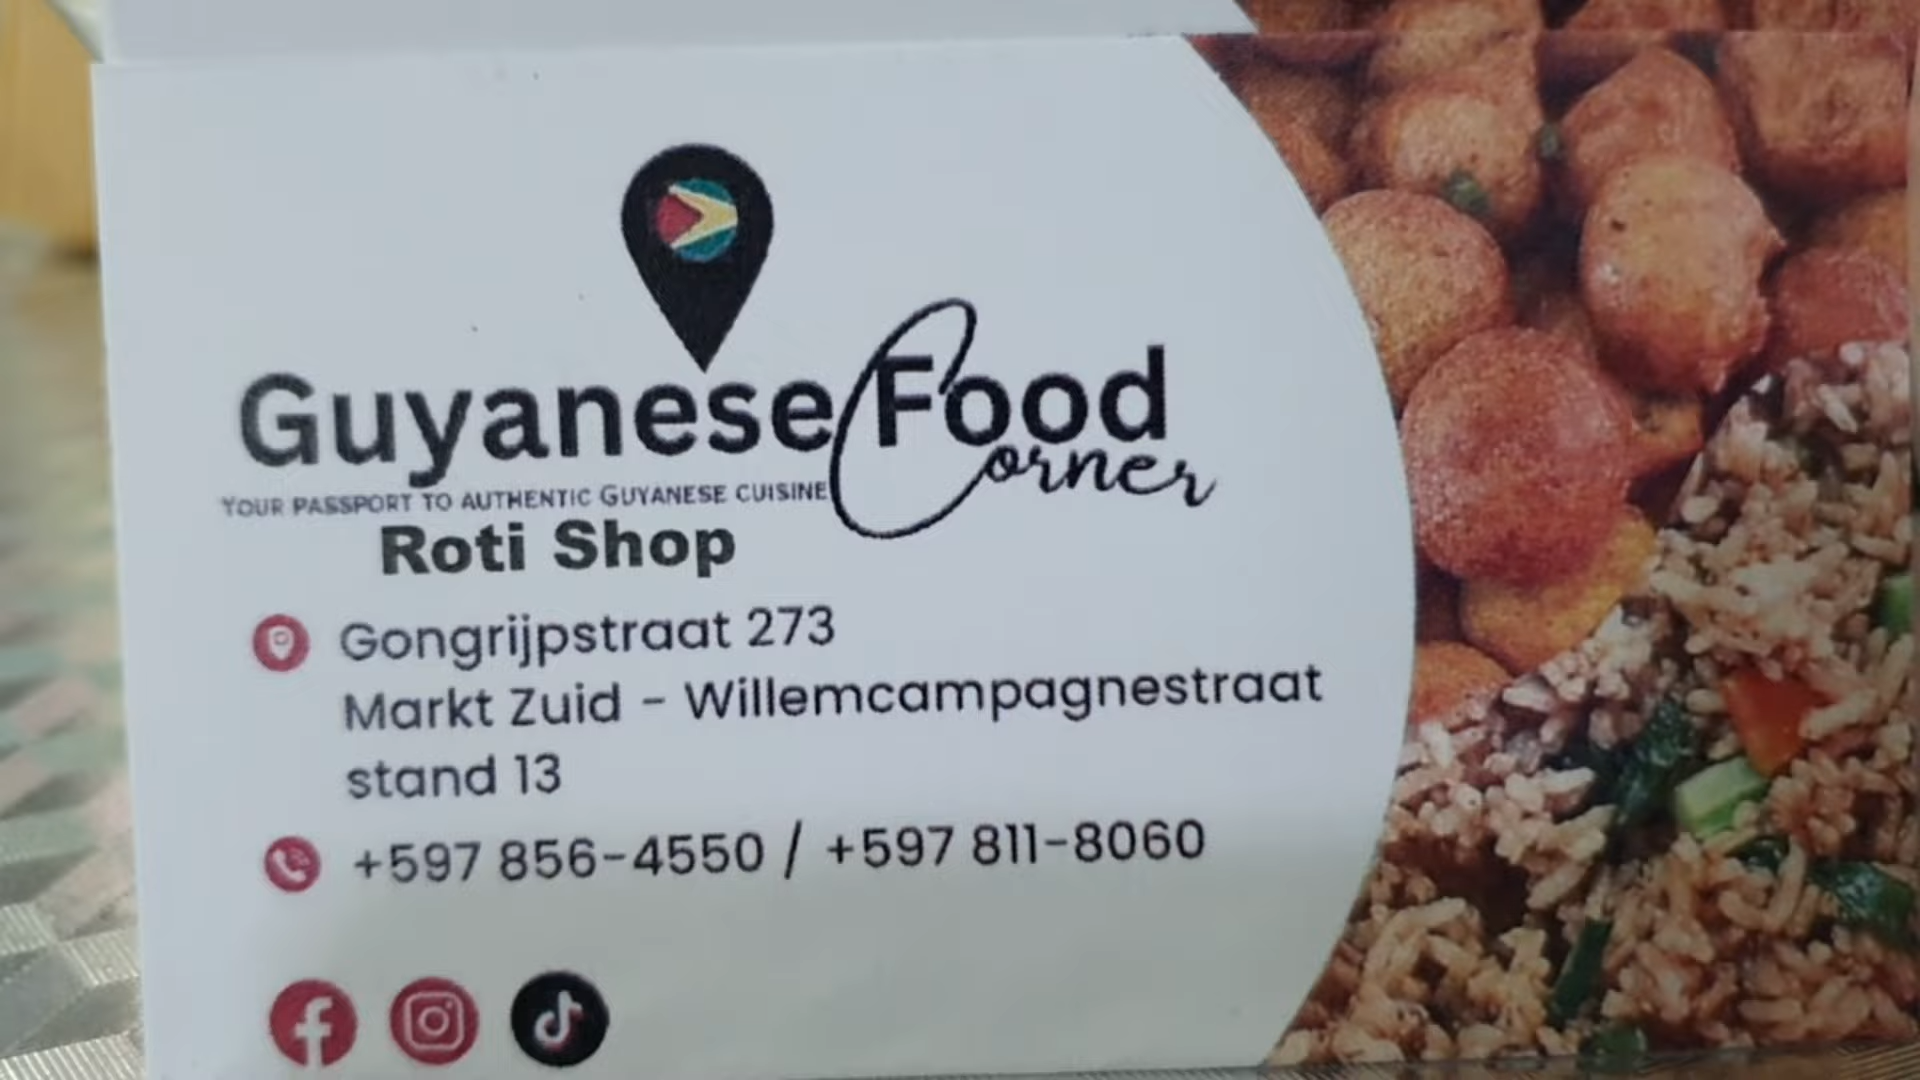 Guyanese Food
Corner
YOUR PASSPORT TO AUTHENTIC GUYANESE CUISINE
Roti Shop
Gongrijpstraat 273
Markt Zuid - Willemcampagnestraat
stand 13
+597 856-4550 / +597 811-8060